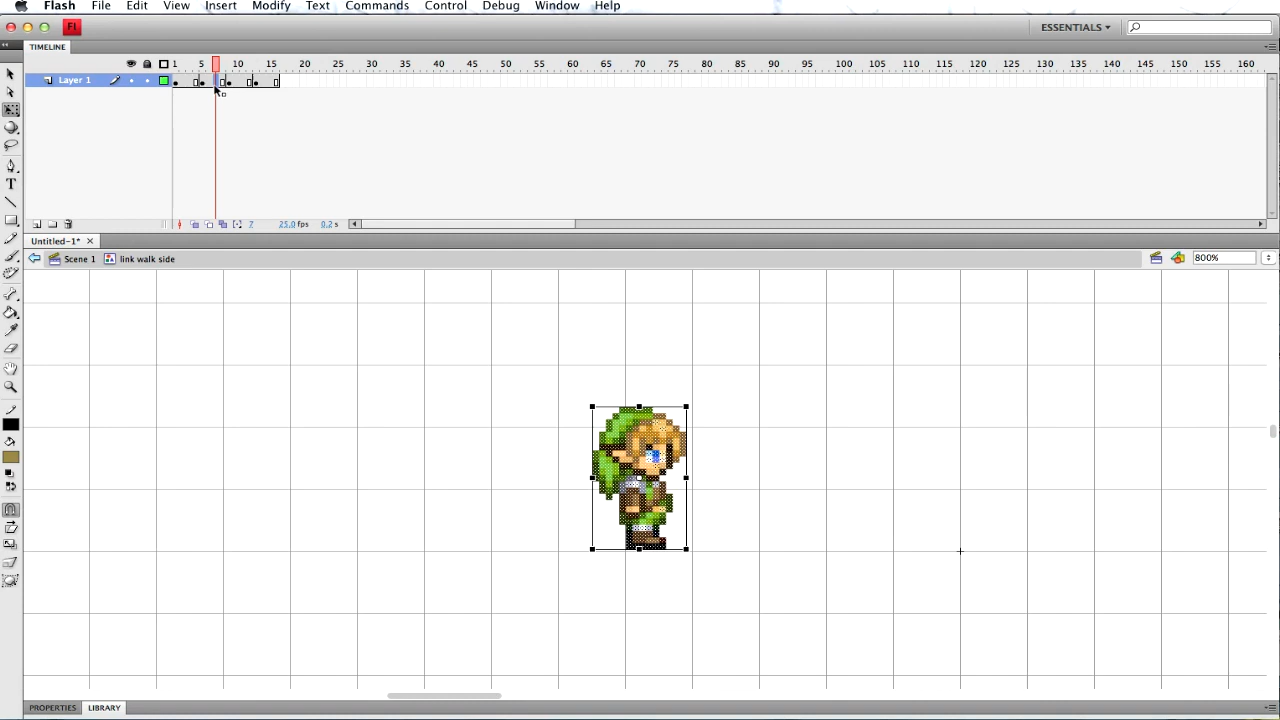 Flash File Edit View Insert Modify Text Commands Control Debug Window Help
Fl ESSENTIALS
TIMELINE
1 5 10 15 20 25 30 35 40 45 50 55 60 65 70 75 80 85 90 95 100 105 110 115 120 125 130 135 140 145 150 155 160
Layer 1
7 25.0 fps 0.2 s
Untitled-1*
Scene 1 link walk side 800%
T
PROPERTIES LIBRARY